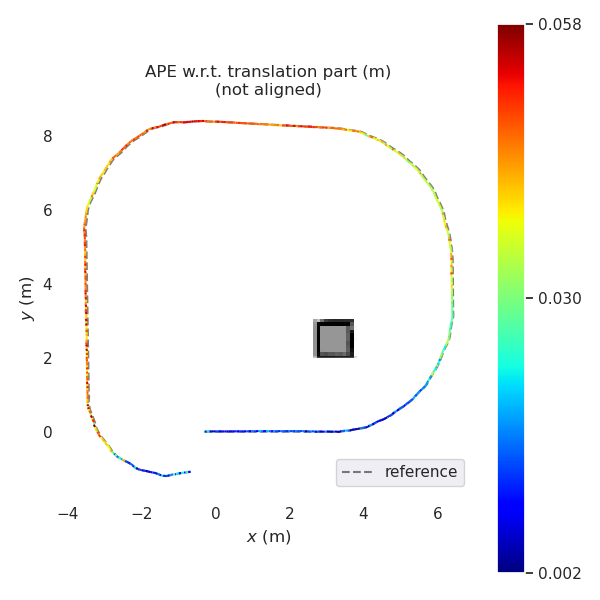 APE w.r.t. translation part (m)
(not aligned)
0.058
0.030
0.002
8
6
4
2
0
y (m)
−4 −2 0 2 4 6
x (m)
reference